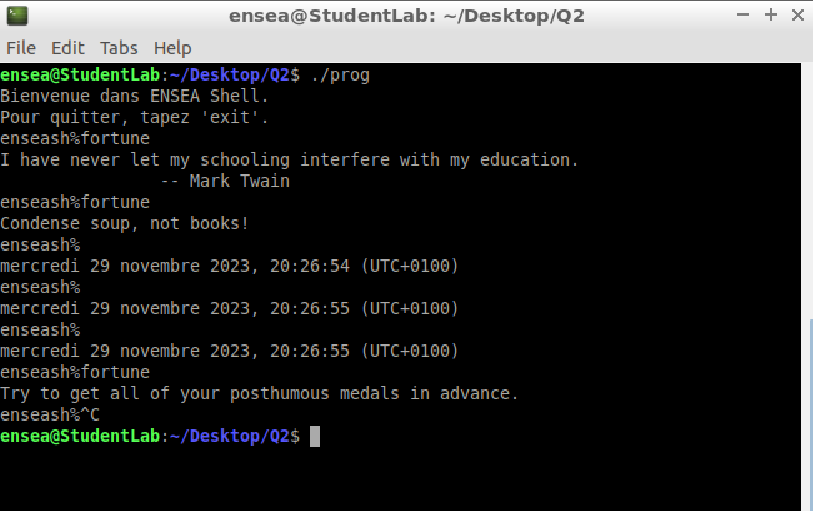 ensea@StudentLab: ~/Desktop/Q2
File Edit Tabs Help
ensea@StudentLab:~/Desktop/Q2$ ./prog
Bienvenue dans ENSEA Shell.
Pour quitter, tapez 'exit'.
enseash%fortune
I have never let my schooling interfere with my education.
-- Mark Twain
enseash%fortune
Condense soup, not books!
enseash%
mercredi 29 novembre 2023, 20:26:54 (UTC+0100)
enseash%
mercredi 29 novembre 2023, 20:26:55 (UTC+0100)
enseash%
mercredi 29 novembre 2023, 20:26:55 (UTC+0100)
enseash%fortune
Try to get all of your posthumous medals in advance.
enseash%^C
ensea@StudentLab:~/Desktop/Q2$